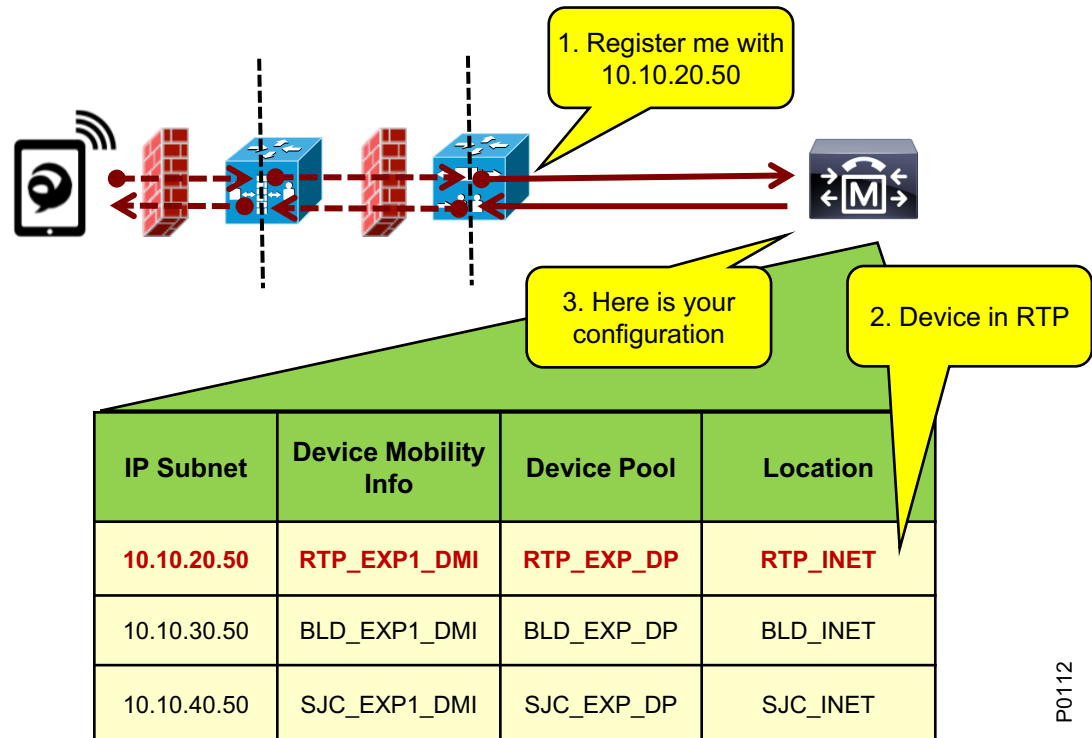 1. Register me with
10.10.20.50
M
3. Here is your
configuration
2. Device in RTP
IP Subnet
Device Mobility
Info
Device Pool
Location
10.10.20.50
RTP_EXP1_DMI
RTP_EXP_DP
RTP_INET
10.10.30.50
BLD_EXP1_DMI
BLD_EXP_DP
BLD_INET
10.10.40.50
SJC_EXP1_DMI
SJC_EXP_DP
SJC_INET
P0112